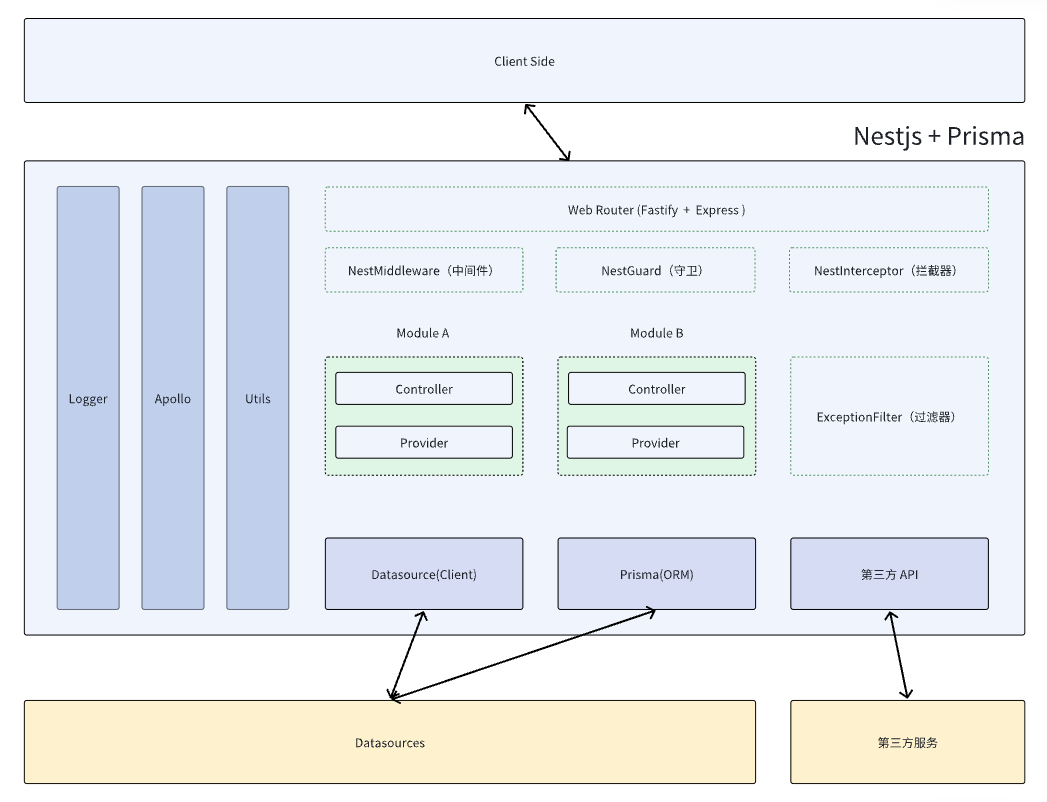 Client Side
Nestjs + Prisma
Web Router (Fastify + Express )
NestMiddleware（中间件）
NestGuard（守卫）
NestInterceptor（拦截器）
Module A
Module B
Logger
Apollo
Utils
Controller
Controller
Provider
Provider
ExceptionFilter（过滤器）
Datasource(Client)
Prisma(ORM)
第三方 API
Datasources
第三方服务